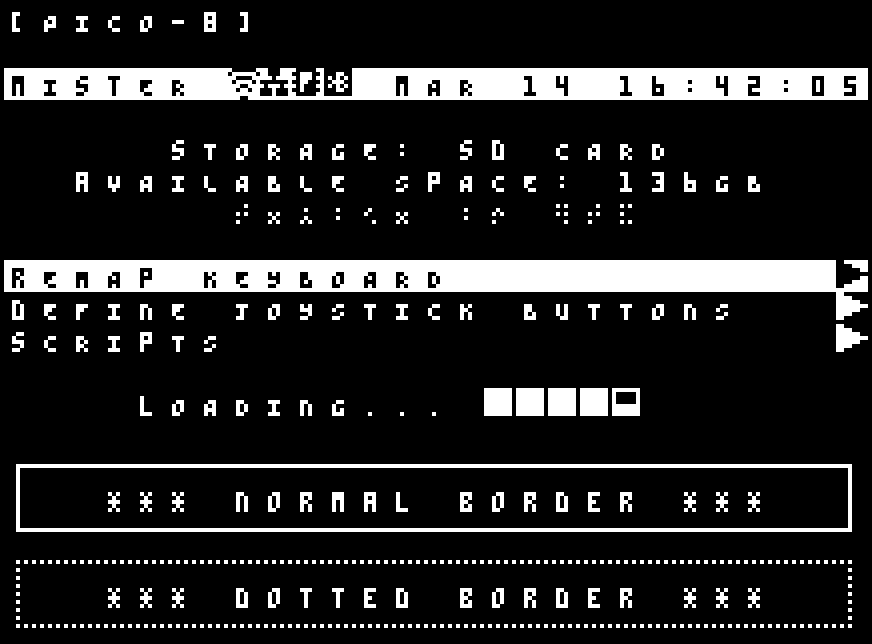 [PICO-8]
MiSTer Mar 14 16:42:05
Storage: SD card
Available space: 136GB
Remap keyboard
Define joystick buttons
Scripts
Loading...
*** NORMAL BORDER ***
*** DOTTED BORDER ***